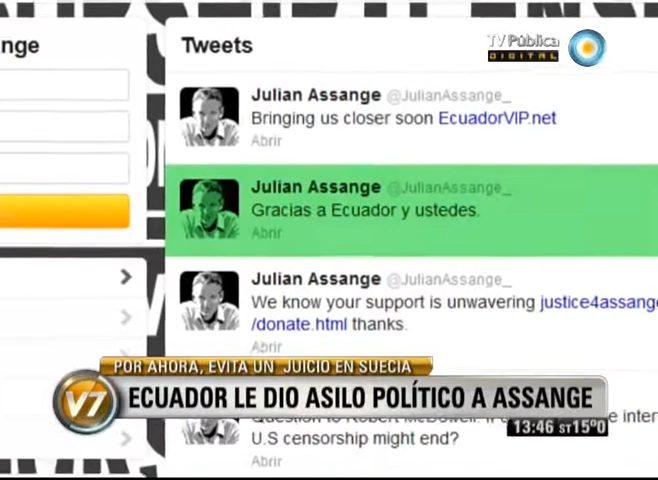 ange
Tweets
TV Pública
DIGITAL
Julian Assange @JulianAssange_
Bringing us closer soon EcuadorVIP.net
Abrir
Julian Assange @JulianAssange_
Gracias a Ecuador y ustedes.
Abrir
Julian Assange @JulianAssange_
We know your support is unwavering justice4assange
/donate.html thanks.
Abrir
POR AHORA, EVITA UN JUICIO EN SUECIA
V7
ECUADOR LE DIO ASILO POLÍTICO A ASSANGE
13:46 ST15º0
Question to Robert
U.S censorship might end?
Abrir